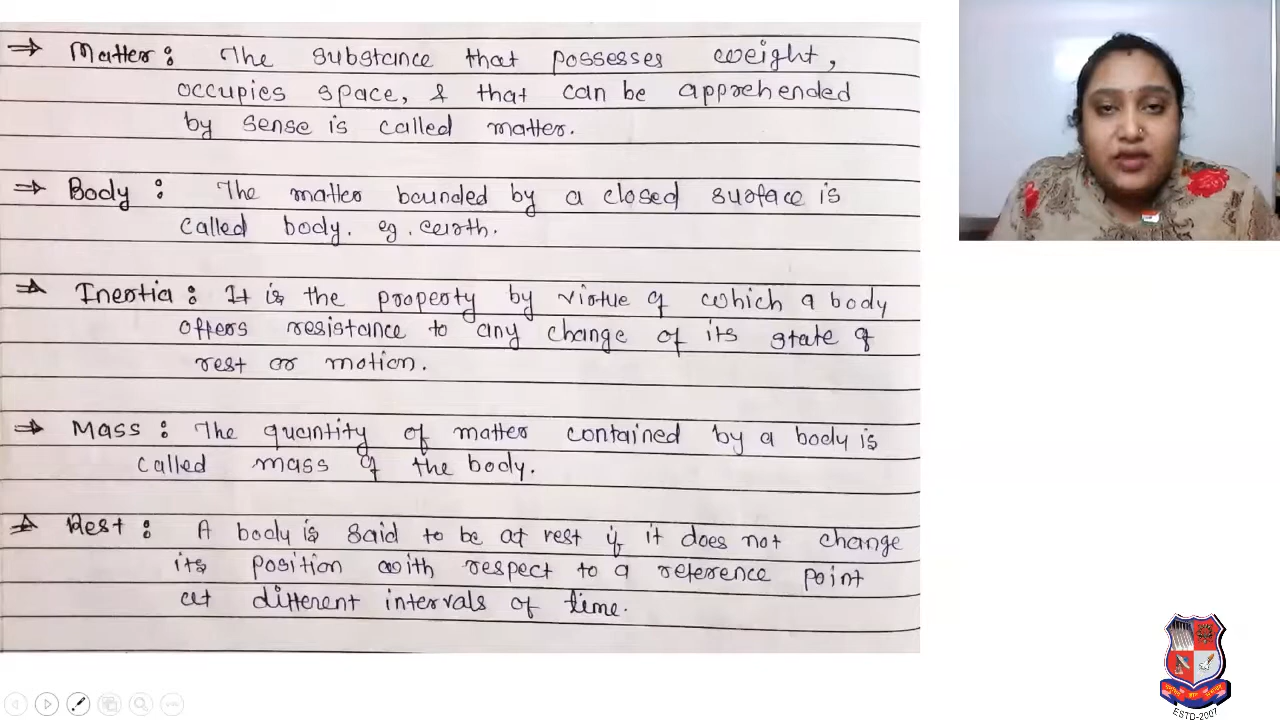 ⇒ Matter : The substance that possesses weight,
occupies space, & that can be apprehended
by sense is called matter.
⇒ Body : The matter bounded by a closed surface is
called body. eg. earth.
⇒ Inertia : It is the property by virtue of which a body
offers resistance to any change of its state of
rest or motion.
⇒ Mass : The quantity of matter contained by a body is
called mass of the body.
⇒ Rest : A body is said to be at rest if it does not change
its position with respect to a reference point
at different intervals of time.
ESTD-2007